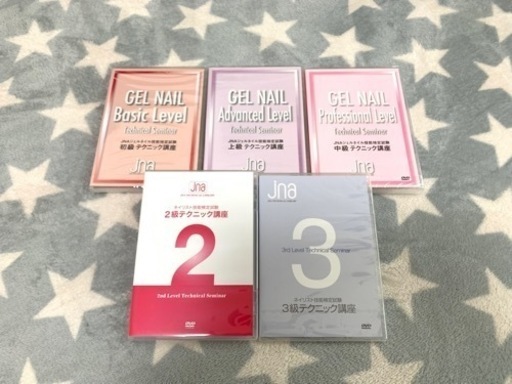 GEL NAIL
Basic Level
Technical Seminar
JNAジェルネイル技能検定試験
初級 テクニック講座
Jna
GEL NAIL
Advanced Level
Technical Seminar
JNAジェルネイル技能検定試験
上級 テクニック講座
Jna
GEL NAIL
Professional Level
Technical Seminar
JNAジェルネイル技能検定試験
中級 テクニック講座
Jna
Jna
ネイリスト技能検定試験
2級テクニック講座
2
2nd Level Technical Seminar
DVD
Jna
3
3rd Level Technical Seminar
ネイリスト技能検定試験
3級テクニック講座
DVD